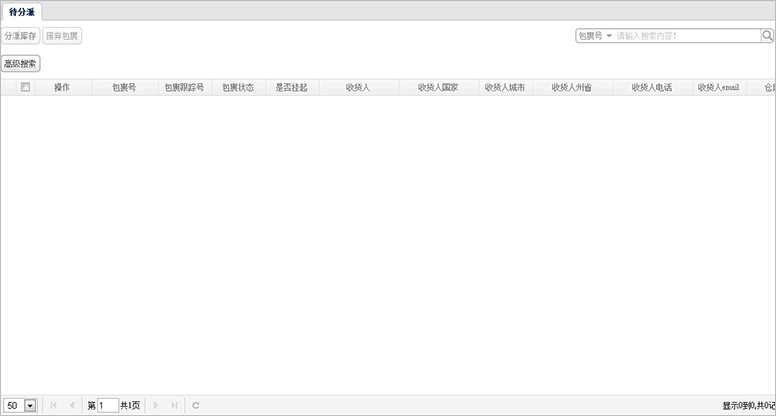 待分派
分派库存 废弃包裹 包裹号 请输入搜索内容!
高级搜索
操作 包裹号 包裹跟踪号 包裹状态 是否挂起 收货人 收货人国家 收货人城市 收货人州省 收货人电话 收货人email 仓
50 第 1 共1页 显示0到0,共0记